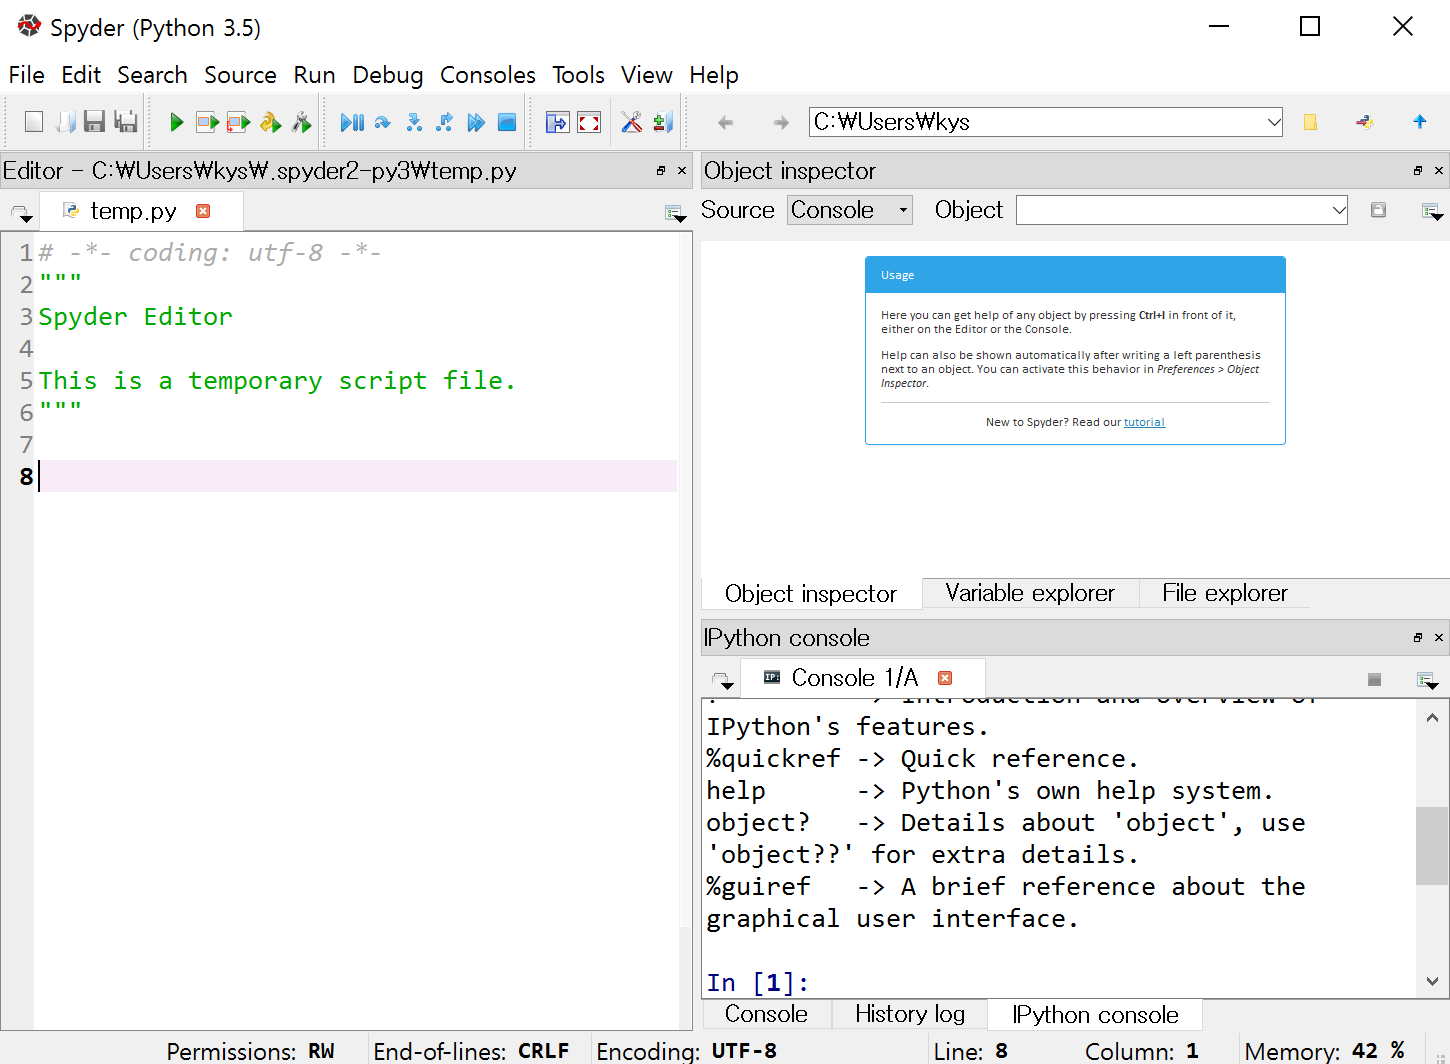 Spyder (Python 3.5)
File Edit Search Source Run Debug Consoles Tools View Help
C:₩Users₩kys
Editor - C:₩Users₩kys₩.spyder2-py3₩temp.py
temp.py
1 # -*- coding: utf-8 -*-
2 """
3 Spyder Editor
4
5 This is a temporary script file.
6 """
7
8
Object inspector
Source Console Object
Usage
Here you can get help of any object by pressing Ctrl+I in front of it,
either on the Editor or the Console.
Help can also be shown automatically after writing a left parenthesis
next to an object. You can activate this behavior in Preferences > Object
Inspector.
New to Spyder? Read our tutorial
Object inspector Variable explorer File explorer
IPython console
IP: Console 1/A
-> Introduction and overview of
IPython's features.
%quickref -> Quick reference.
help -> Python's own help system.
object? -> Details about 'object', use
'object??' for extra details.
%guiref -> A brief reference about the
graphical user interface.
In [1]:
Console History log IPython console
Permissions: RW End-of-lines: CRLF Encoding: UTF-8 Line: 8 Column: 1 Memory: 42 %